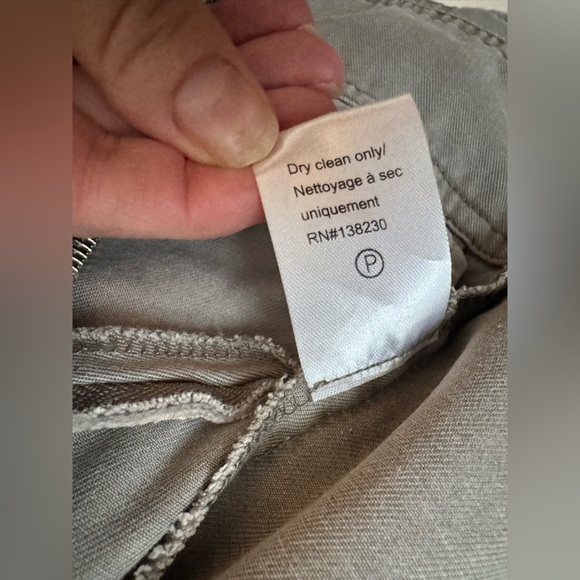 Dry clean only/
Nettoyage à sec
uniquement
RN#138230
P